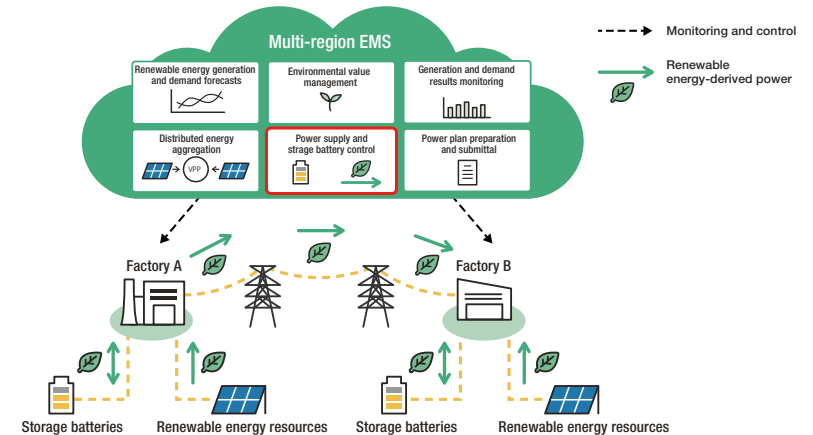 Multi-region EMS
Renewable energy generation
and demand forecasts
Environmental value
management
Generation and demand
results monitoring
Distributed energy
aggregation
VPP
Power supply and
strage battery control
Power plan preparation
and submittal
Monitoring and control
Renewable
energy-derived power
Factory A
Factory B
Storage batteries
Renewable energy resources
Storage batteries
Renewable energy resources